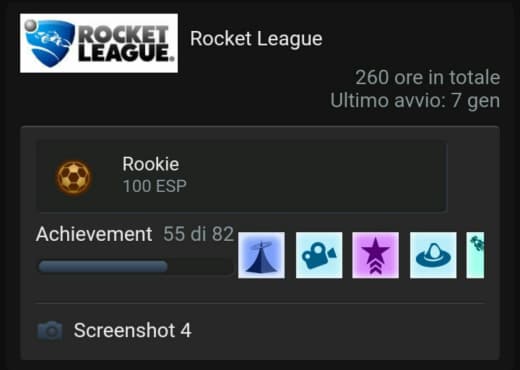 ROCKET
LEAGUE.
Rocket League
260 ore in totale
Ultimo avvio: 7 gen
Rookie
100 ESP
Achievement 55 di 82
Screenshot 4